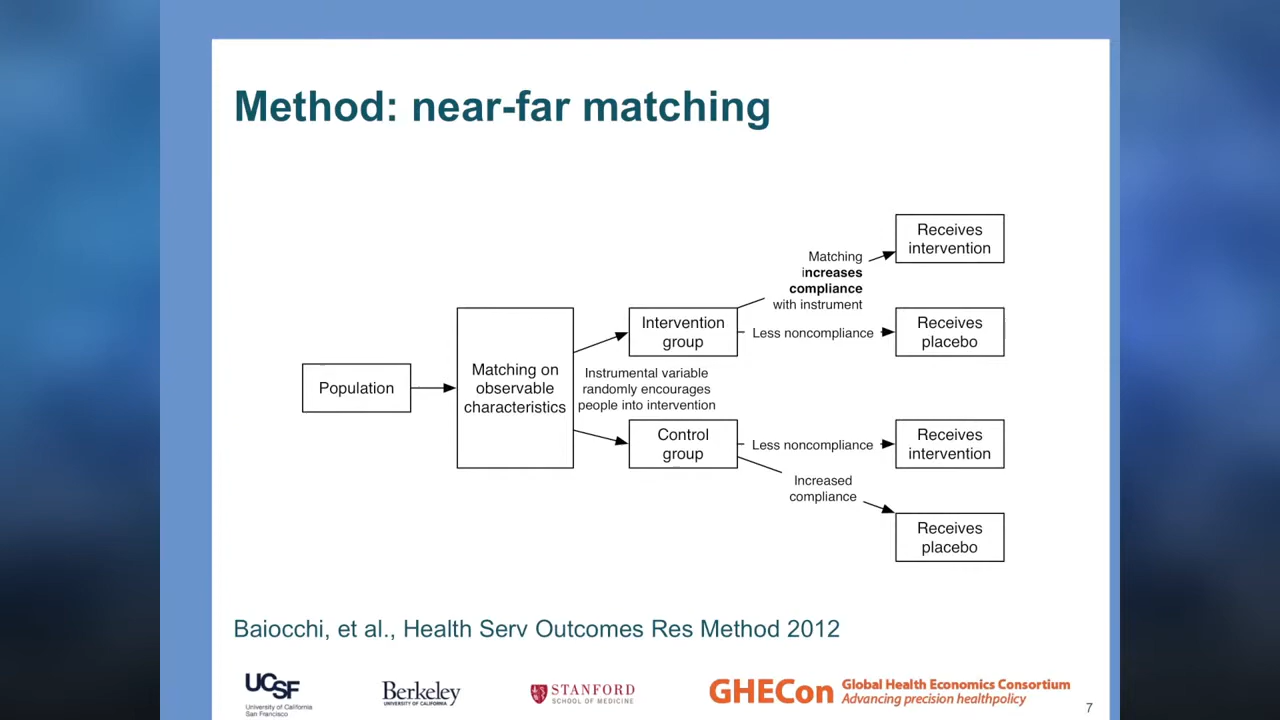 Method: near-far matching
Receives
intervention
Matching
increases
compliance
with instrument
Intervention
group
Less noncompliance
Receives
placebo
Population
Matching on
observable
characteristics
Instrumental variable
randomly encourages
people into intervention
Control
group
Less noncompliance
Receives
intervention
Increased
compliance
Receives
placebo
Baiocchi, et al., Health Serv Outcomes Res Method 2012
UCSF
University of California
San Francisco
Berkeley
UNIVERSITY OF CALIFORNIA
STANFORD
SCHOOL OF MEDICINE
GHECon
Global Health Economics Consortium
Advancing precision healthpolicy
7